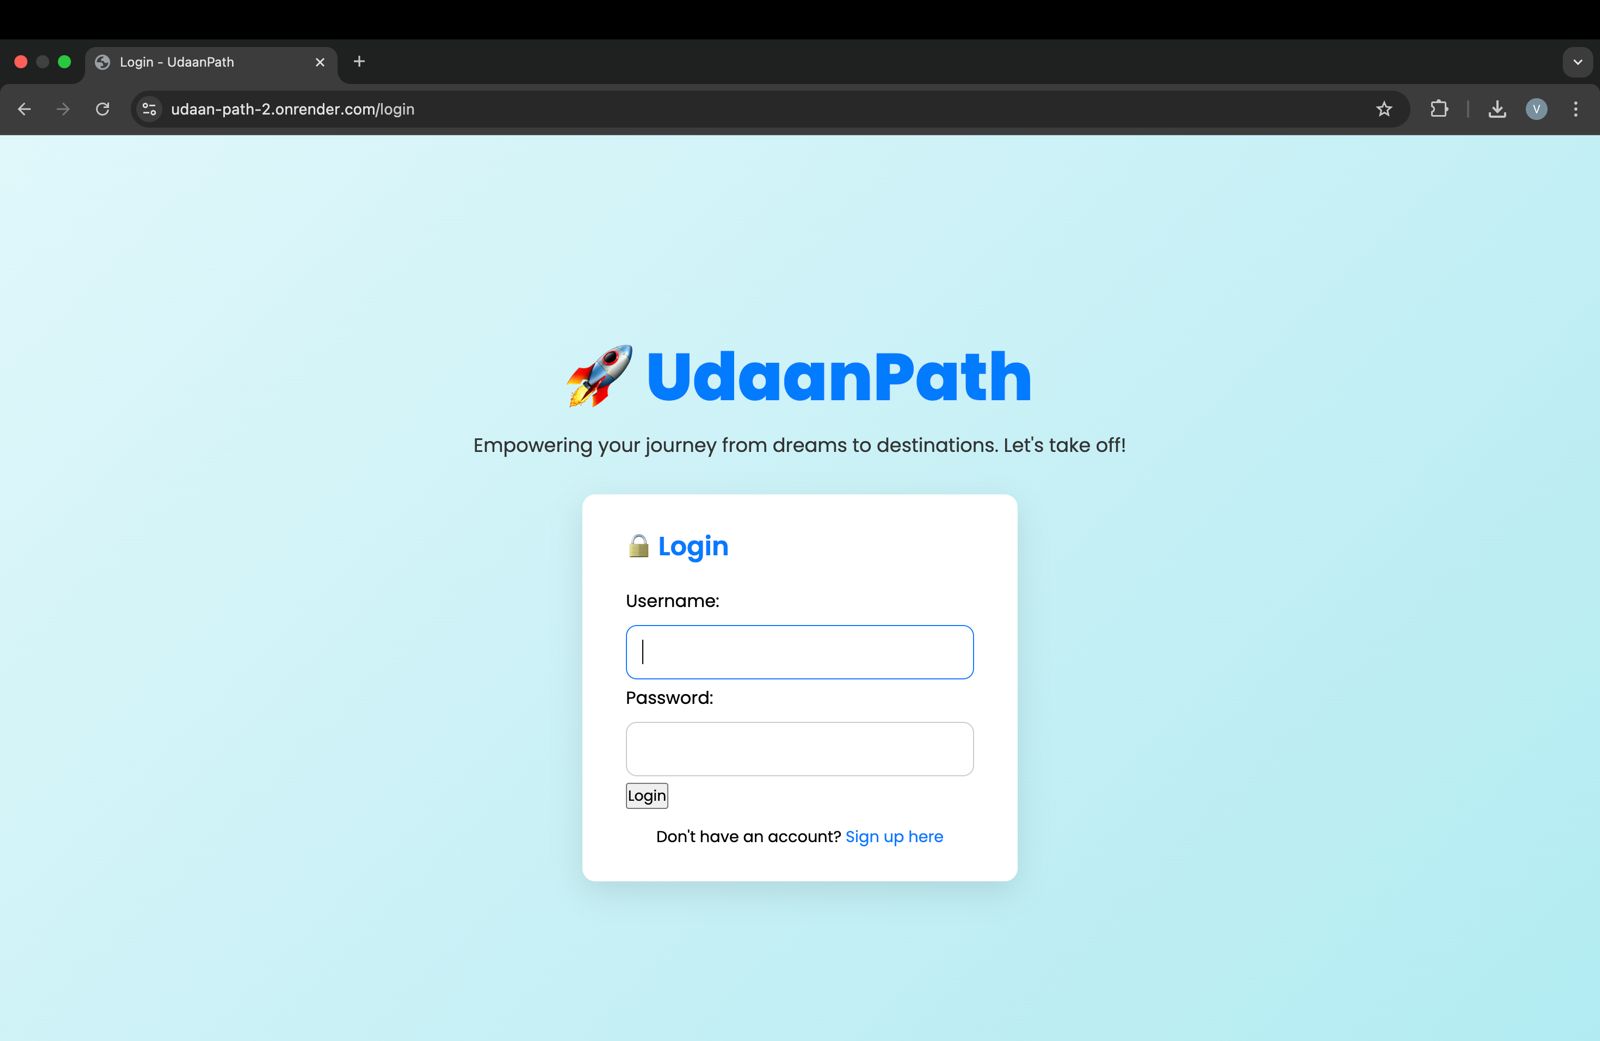 Login - UdaanPath
udaan-path-2.onrender.com/login
V
🚀 UdaanPath
Empowering your journey from dreams to destinations. Let's take off!
🔒 Login
Username:
Password:
Login
Don't have an account? Sign up here